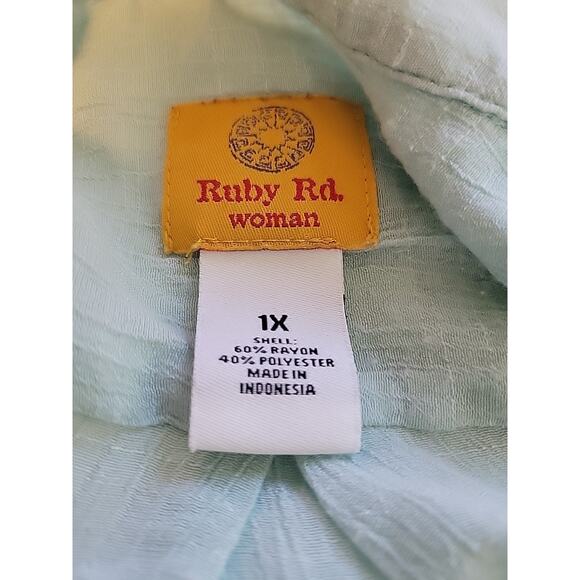 Ruby Rd.
woman
1X
SHELL:
60% RAYON
40% POLYESTER
MADE IN
INDONESIA